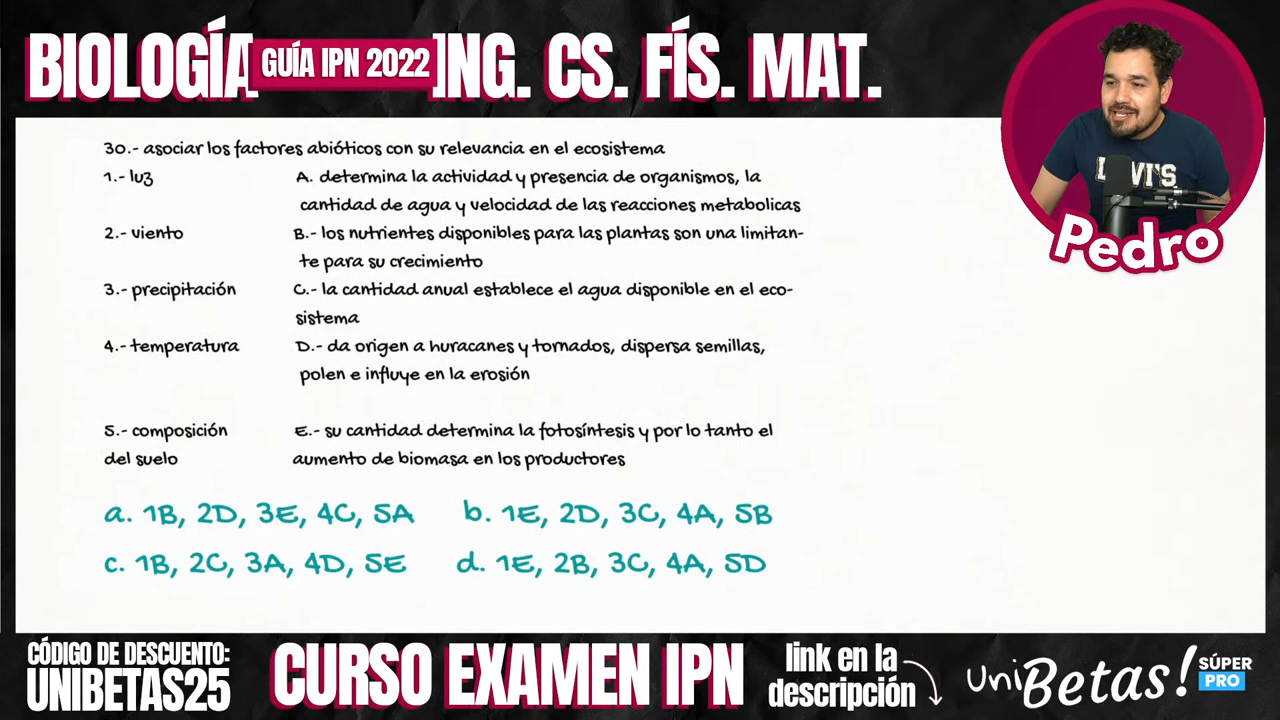 BIOLOGÍA[GUÍA IPN 2022]ING. CS. FÍS. MAT.
30.- asociar los factores abióticos con su relevancia en el ecosistema
1.- luz A. determina la actividad y presencia de organismos, la
cantidad de agua y velocidad de las reacciones metabolicas
2.- viento B.- los nutrientes disponibles para las plantas son una limitan-
te para su crecimiento
3.- precipitación C.- la cantidad anual establece el agua disponible en el eco-
sistema
4.- temperatura D.- da origen a huracanes y tornados, dispersa semillas,
polen e influye en la erosión
5.- composición E.- su cantidad determina la fotosíntesis y por lo tanto el
del suelo aumento de biomasa en los productores
a. 1B, 2D, 3E, 4C, 5A b. 1E, 2D, 3C, 4A, 5B
c. 1B, 2C, 3A, 4D, 5E d. 1E, 2B, 3C, 4A, 5D
LEVI'S
Pedro
CÓDIGO DE DESCUENTO:
UNIBETAS25
CURSO EXAMEN IPN
link en la
descripción
uniBetas!
SÚPER
PRO